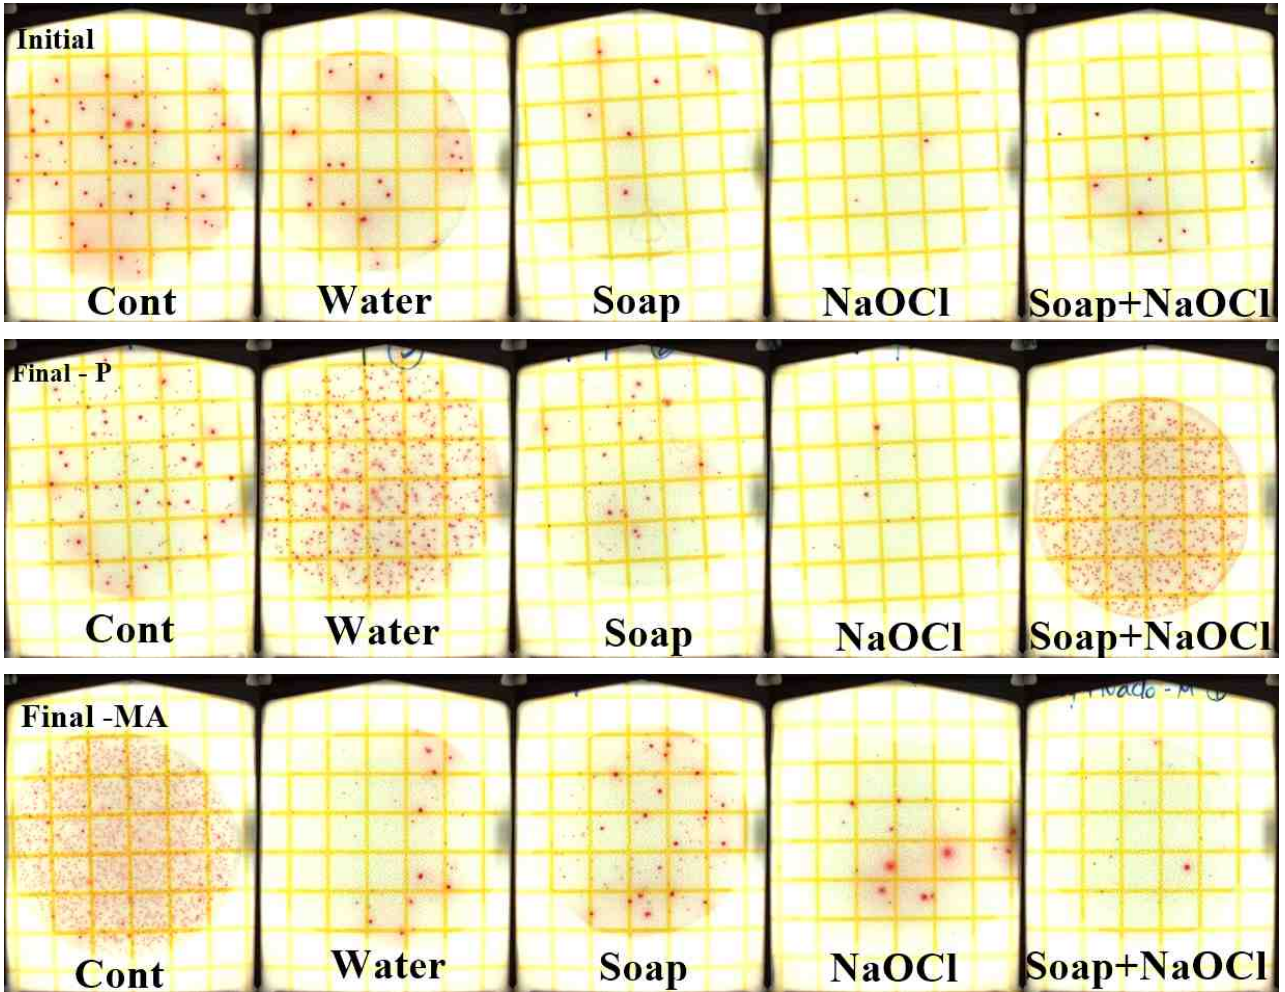 Initial
Cont
Water
Soap
NaOCl
Soap+NaOCl
Final - P
Cont
Water
Soap
NaOCl
Soap+NaOCl
Final -MA
Cont
Water
Soap
NaOCl
Soap+NaOCl